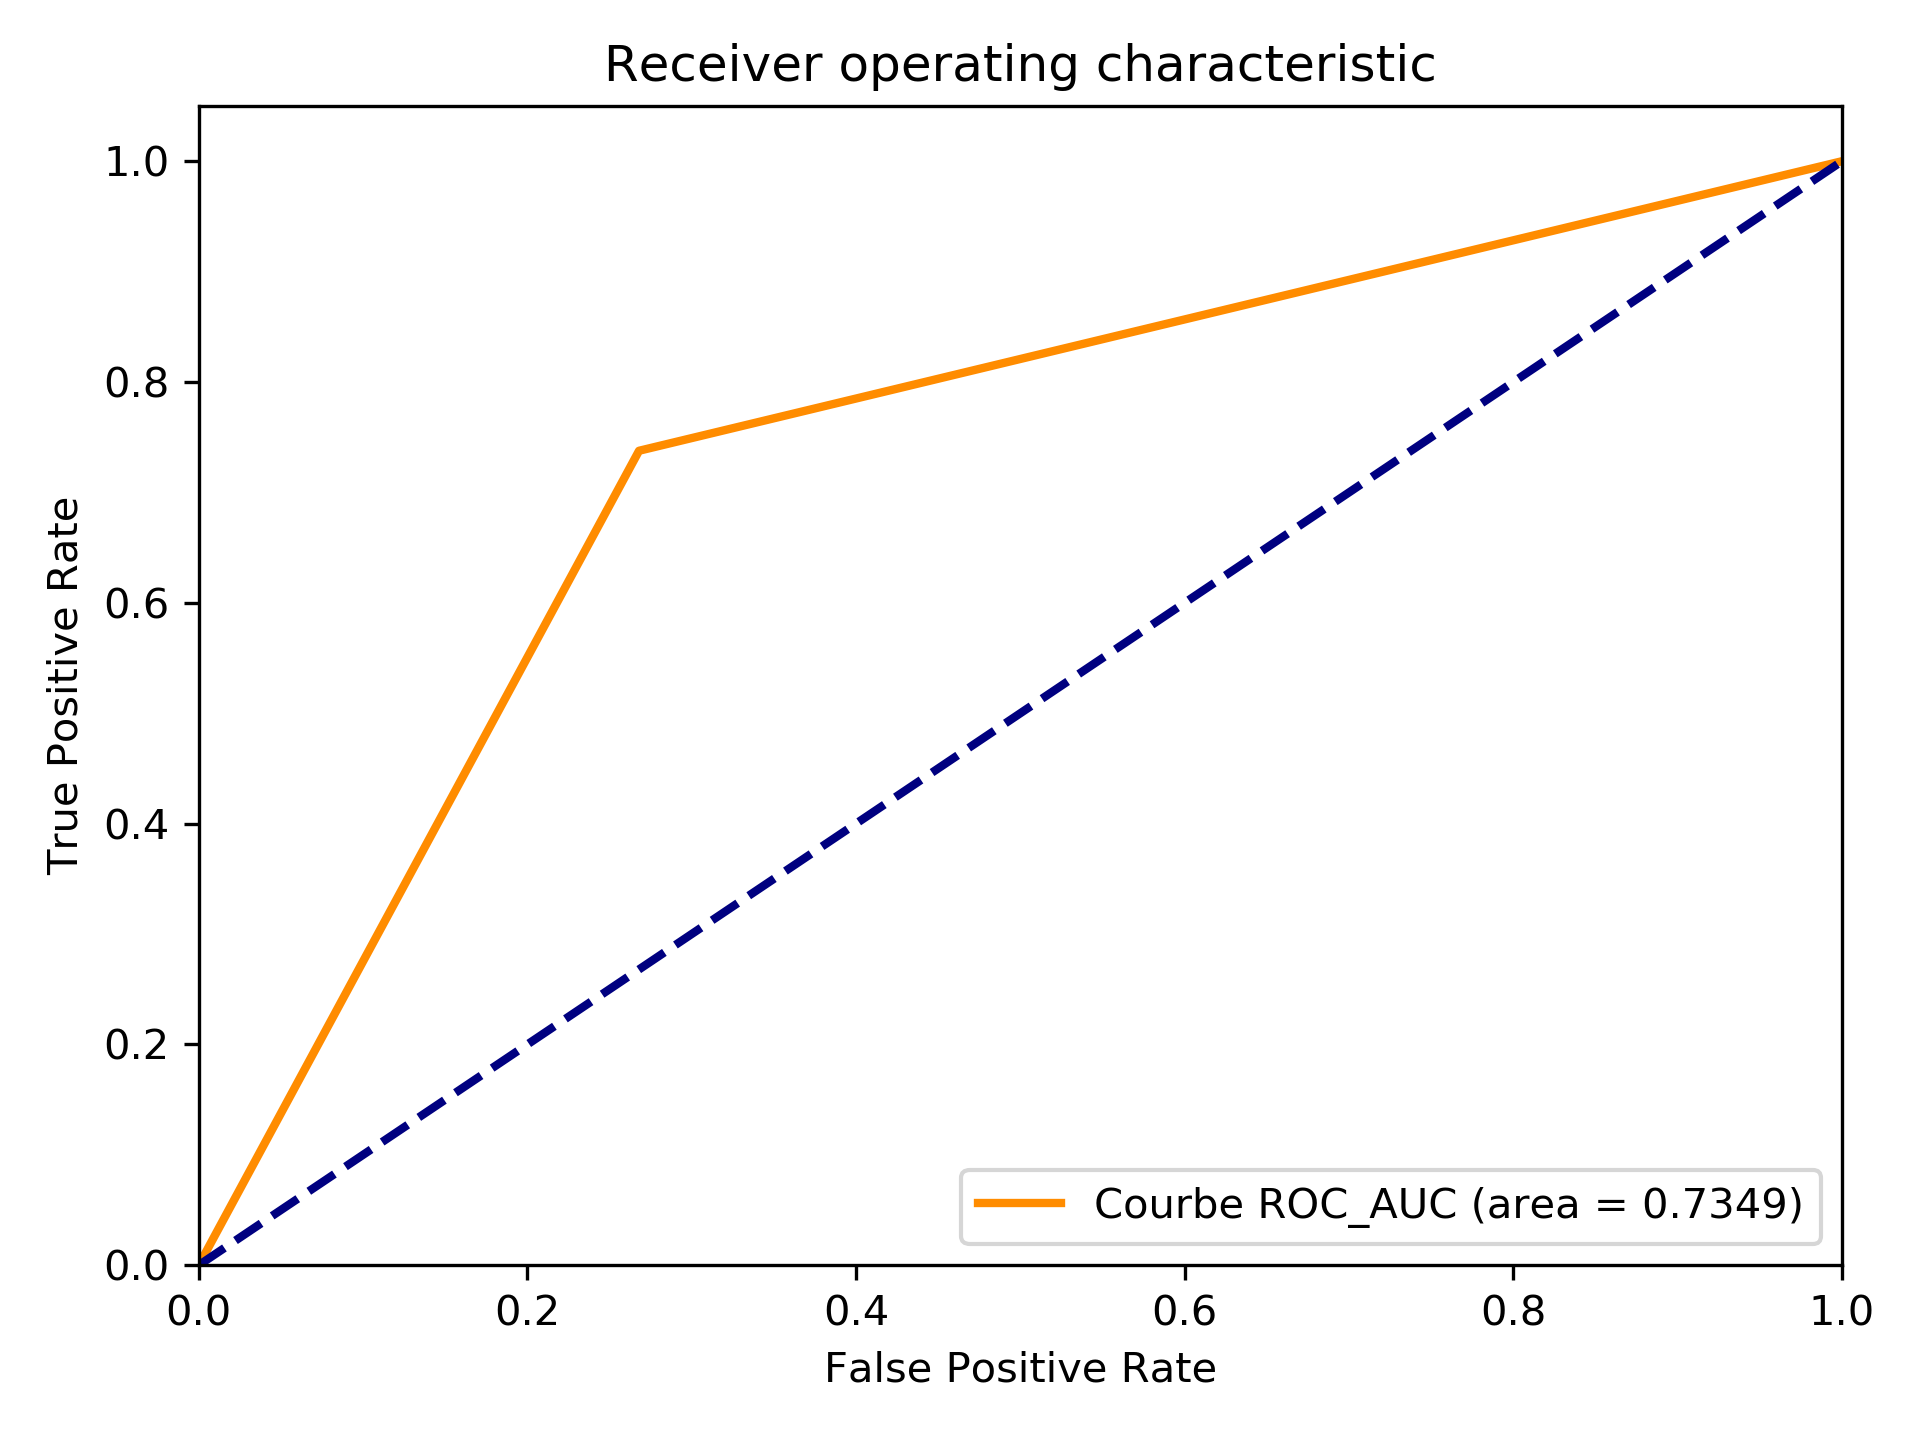 Receiver operating characteristic
1.0
0.8
0.6
0.4
0.2
0.0
True Positive Rate
Courbe ROC_AUC (area = 0.7349)
0.0 0.2 0.4 0.6 0.8 1.0
False Positive Rate